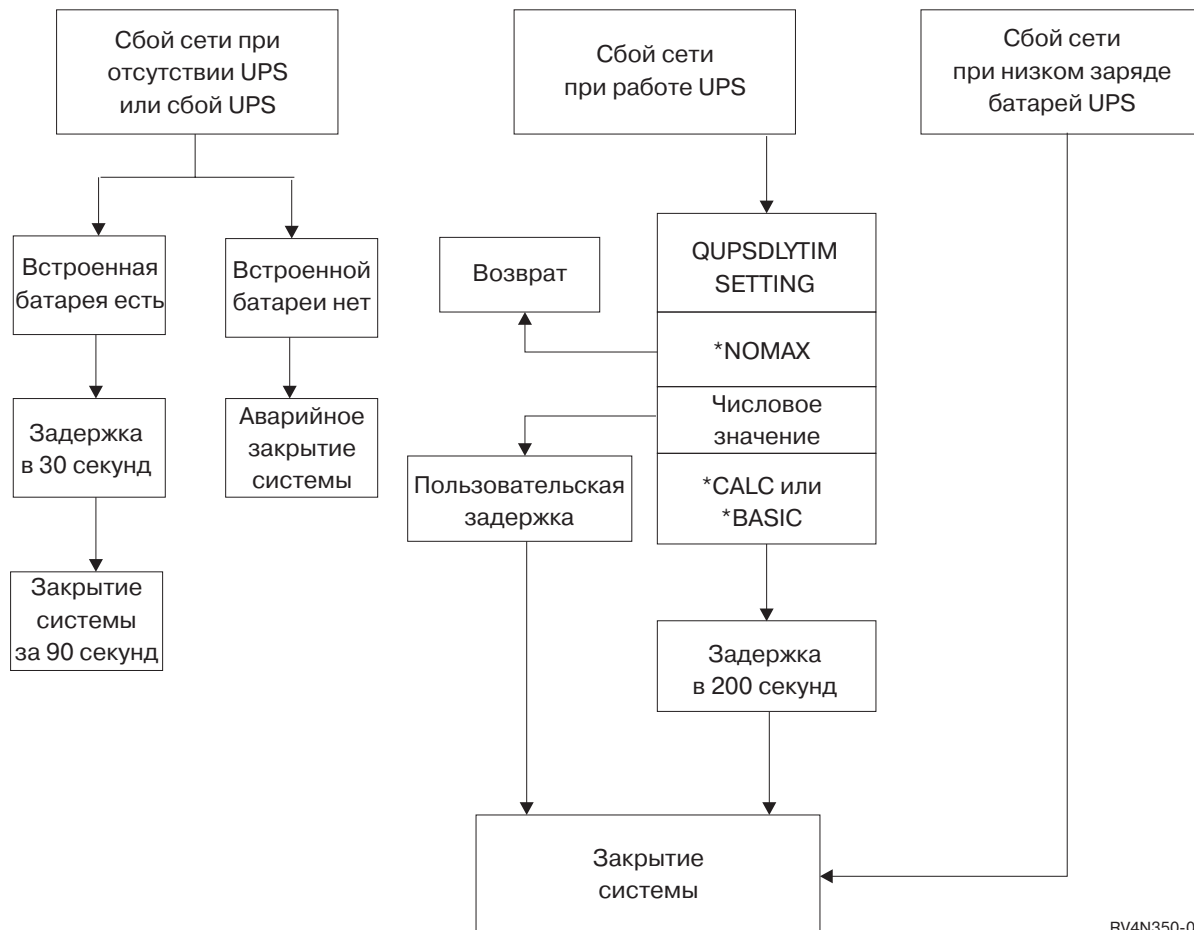 Сбой сети при
отсутствии UPS
или сбой UPS
Сбой сети
при работе UPS
Сбой сети
при низком заряде
батарей UPS
Встроенная
батарея есть
Встроенной
батареи нет
Возврат
QUPSDLYTIM
SETTING
*NOMAX
Числовое
значение
*CALC или
*BASIC
Задержка
в 30 секунд
Аварийное
закрытие
системы
Пользовательская
задержка
Закрытие
системы
за 90 секунд
Задержка
в 200 секунд
Закрытие
системы
RV4N350-0